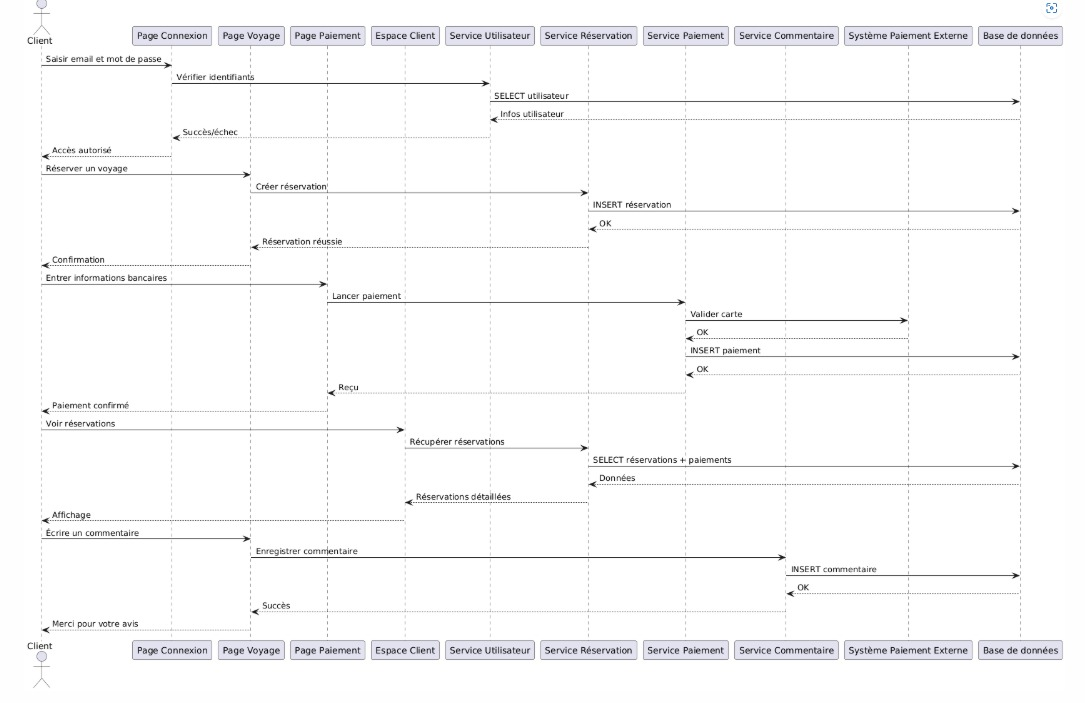 Client
Page Connexion Page Voyage Page Paiement Espace Client Service Utilisateur Service Réservation Service Paiement Service Commentaire Système Paiement Externe Base de données
Saisir email et mot de passe
Vérifier identifiants
SELECT utilisateur
Infos utilisateur
Succès/échec
Accès autorisé
Réserver un voyage
Créer réservation
INSERT réservation
OK
Réservation réussie
Confirmation
Entrer informations bancaires
Lancer paiement
Valider carte
OK
INSERT paiement
OK
Reçu
Paiement confirmé
Voir réservations
Récupérer réservations
SELECT réservations + paiements
Données
Réservations détaillées
Affichage
Écrire un commentaire
Enregistrer commentaire
INSERT commentaire
OK
Succès
Merci pour votre avis
Client
Page Connexion Page Voyage Page Paiement Espace Client Service Utilisateur Service Réservation Service Paiement Service Commentaire Système Paiement Externe Base de données